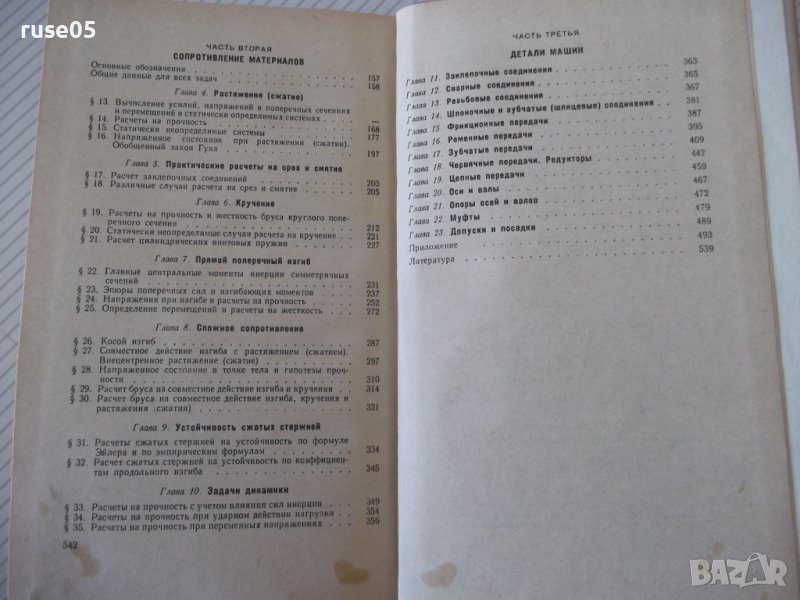 ruse05
ЧАСТЬ ВТОРАЯ
СОПРОТИВЛЕНИЕ МАТЕРИАЛОВ
Основные обозначения . . . . . . . . . . . . . 157
Общие данные для всех задач . . . . . . . . . . . 158
Глава 4. Растяжение (сжатие)
§ 13. Вычисление усилий, напряжений в поперечных сечениях
и перемещений в статически определимых системах . . . —
§ 14. Расчеты на прочность . . . . . . . . . . . . 168
§ 15. Статически неопределимые системы . . . . . . . 177
§ 16. Напряженное состояние при растяжении (сжатии).
Обобщенный закон Гука . . . . . . . . . . . . 197
Глава 5. Практические расчеты на срез и смятие
§ 17. Расчет заклепочных соединений . . . . . . . . . 200
§ 18. Различные случаи расчета на срез и смятие . . . . . 205
Глава 6. Кручение
§ 19. Расчеты на прочность и жесткость бруса круглого попе-
речного сечения . . . . . . . . . . . . . . 212
§ 20. Статически неопределимые случаи расчета на кручение . 221
§ 21. Расчет цилиндрических винтовых пружин . . . . . . 227
Глава 7. Прямой поперечный изгиб
§ 22. Главные центральные моменты инерции симметричных
сечений . . . . . . . . . . . . . . . . . 231
§ 23. Эпюры поперечных сил и изгибающих моментов . . . 237
§ 24. Напряжения при изгибе и расчеты на прочность . . . 252
§ 25. Определение перемещений и расчеты на жесткость . . 272
Глава 8. Сложное сопротивление
§ 26. Косой изгиб . . . . . . . . . . . . . . . 287
§ 27. Совместное действие изгиба с растяжением (сжатием).
Внецентренное растяжение (сжатие) . . . . . . . . 297
§ 28. Напряженное состояние в точке тела и гипотезы проч-
ности . . . . . . . . . . . . . . . . . . 310
§ 29. Расчет бруса на совместное действие изгиба и кручения . 314
§ 30. Расчет бруса на совместное действие изгиба, кручения и
растяжения (сжатия) . . . . . . . . . . . . . 321
Глава 9. Устойчивость сжатых стержней
§ 31. Расчеты сжатых стержней на устойчивость по формуле
Эйлера и по эмпирическим формулам . . . . . . . 334
§ 32. Расчет сжатых стержней на устойчивость по коэффициен-
там продольного изгиба . . . . . . . . . . . . 345
Глава 10. Задачи динамики
§ 33. Расчеты на прочность с учетом влияния сил инерции . . 349
§ 34. Расчеты на прочность при ударном действии нагрузки . 354
§ 35. Расчеты на прочность при переменных напряжениях . . 356
542
ЧАСТЬ ТРЕТЬЯ
ДЕТАЛИ МАШИН
Глава 11. Заклепочные соединения . . . . . . . . . 363
Глава 12. Сварные соединения . . . . . . . . . . 365
Глава 13. Резьбовые соединения . . . . . . . . . . 367
Глава 14. Шпоночные и зубчатые (шлицевые) соединения . 381
Глава 15. Фрикционные передачи . . . . . . . . . 387
Глава 16. Ременные передачи . . . . . . . . . . . 395
Глава 17. Зубчатые передачи . . . . . . . . . . . 409
Глава 18. Червячные передачи. Редукторы . . . . . . 442
Глава 19. Цепные передачи . . . . . . . . . . . . 459
Глава 20. Оси и валы . . . . . . . . . . . . . . 467
Глава 21. Опоры осей и валов . . . . . . . . . . 472
Глава 22. Муфты . . . . . . . . . . . . . . . 479
Глава 23. Допуски и посадки . . . . . . . . . . . 489
Приложение . . . . . . . . . . . . . . . . . 493
Литература . . . . . . . . . . . . . . . . . 539
BAZAR